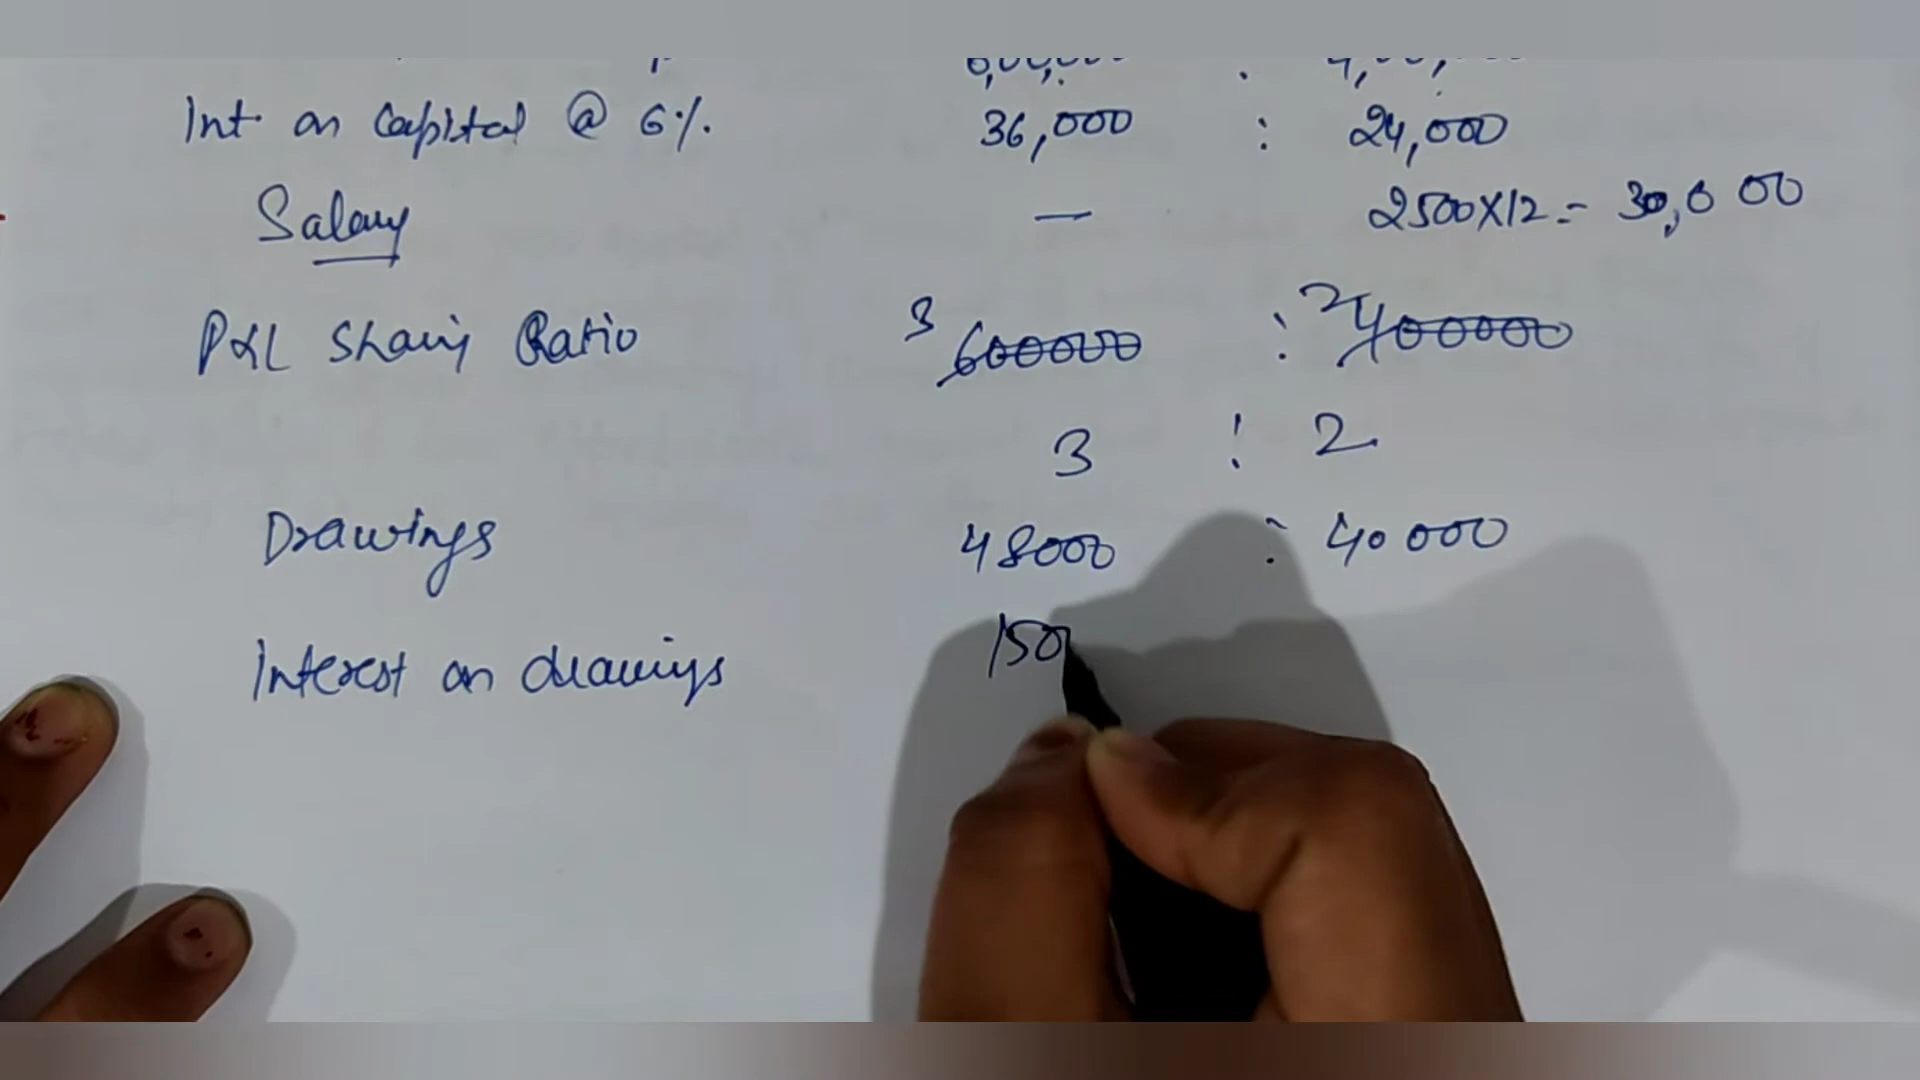 Int on Capital @ 6%. 36,000 : 24,000
Salary — 2500X12 = 30,000
P&L Sharing Ratio 3 600000 : 2 400000
3 : 2
Drawings 48000 : 40000
Interest on drawings 150